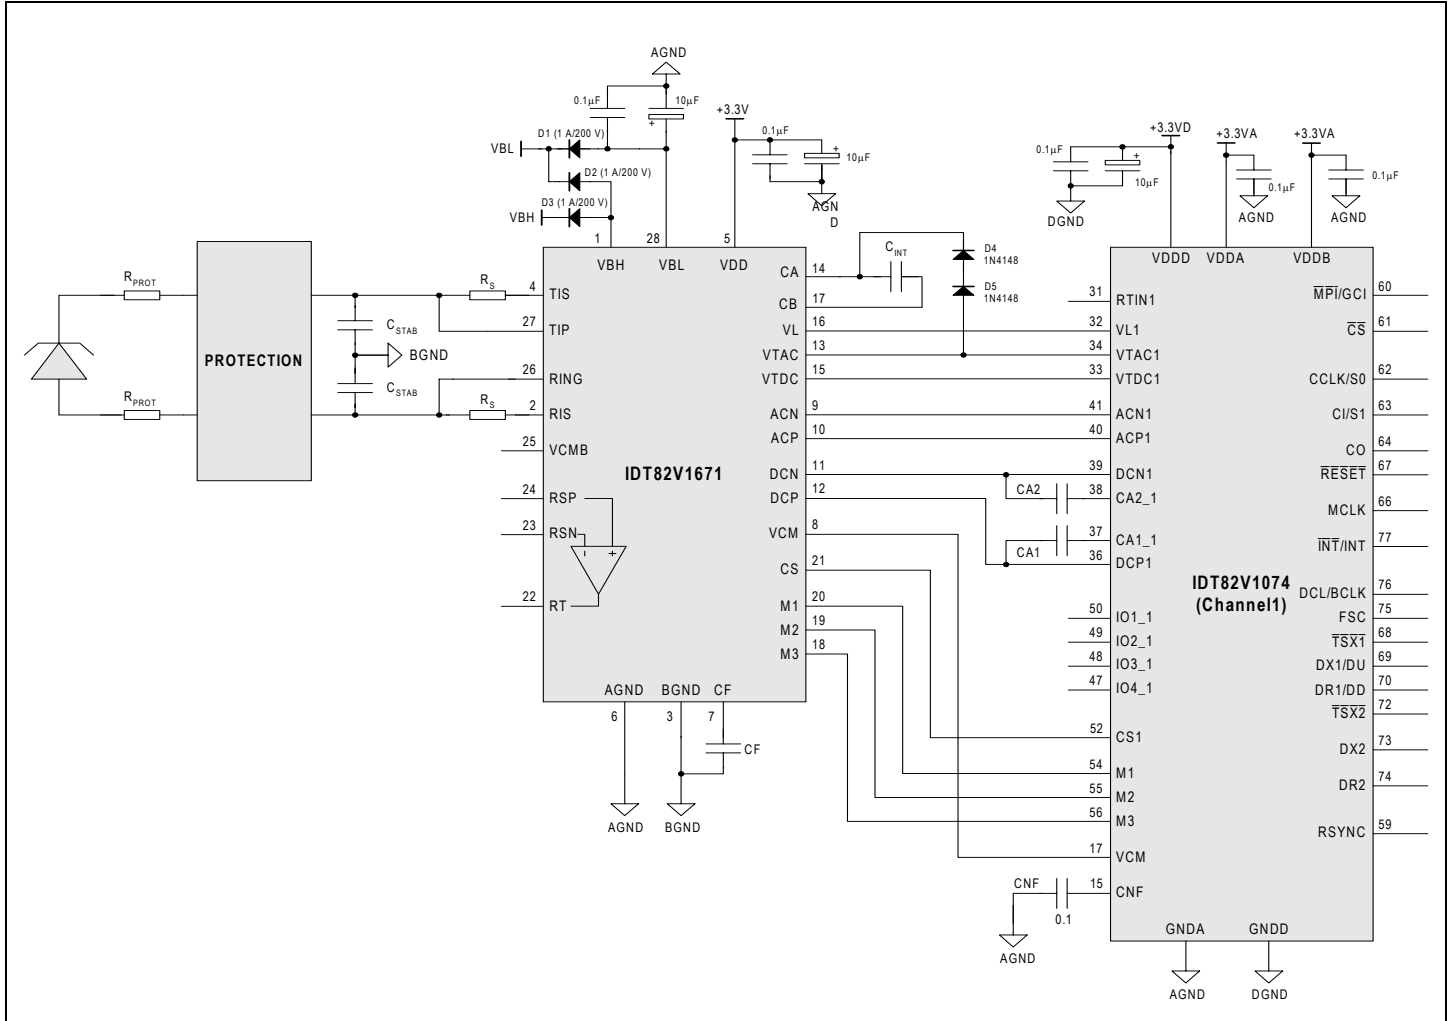 AGND
0.1μF
10μF
+
D1 (1 A/200 V)
VBL
D2 (1 A/200 V)
D3 (1 A/200 V)
VBH
+3.3V
0.1μF
+
10μF
AGN
D
+3.3VD
0.1μF
+
10μF
DGND
+3.3VA
0.1μF
AGND
+3.3VA
0.1μF
AGND
1
28
5
VBH
VBL
VDD
RPROT
RPROT
PROTECTION
CSTAB
BGND
CSTAB
RS
RS
4
TIS
27
TIP
26
RING
2
RIS
25
VCMB
24
RSP
23
RSN
-
+
22
RT
IDT82V1671
CA
14
CB
17
VL
16
VTAC
13
VTDC
15
ACN
9
ACP
10
DCN
11
DCP
12
VCM
8
CS
21
M1
20
M2
19
M3
18
AGND
BGND
CF
6
3
7
CF
AGND
BGND
CINT
D4
1N4148
D5
1N4148
CA2
CA1
VDDD
VDDA
VDDB
31
RTIN1
32
VL1
34
VTAC1
33
VTDC1
41
ACN1
40
ACP1
39
DCN1
38
CA2_1
37
CA1_1
36
DCP1
50
IO1_1
49
IO2_1
48
IO3_1
47
IO4_1
52
CS1
54
M1
55
M2
56
M3
17
VCM
CNF
15
CNF
0.1
AGND
IDT82V1074
(Channel1)
MPI/GCI
60
CS
61
CCLK/S0
62
CI/S1
63
CO
64
RESET
67
MCLK
66
INT/INT
77
DCL/BCLK
76
FSC
75
TSX1
68
DX1/DU
69
DR1/DD
70
TSX2
72
DX2
73
DR2
74
RSYNC
59
GNDA
GNDD
AGND
DGND